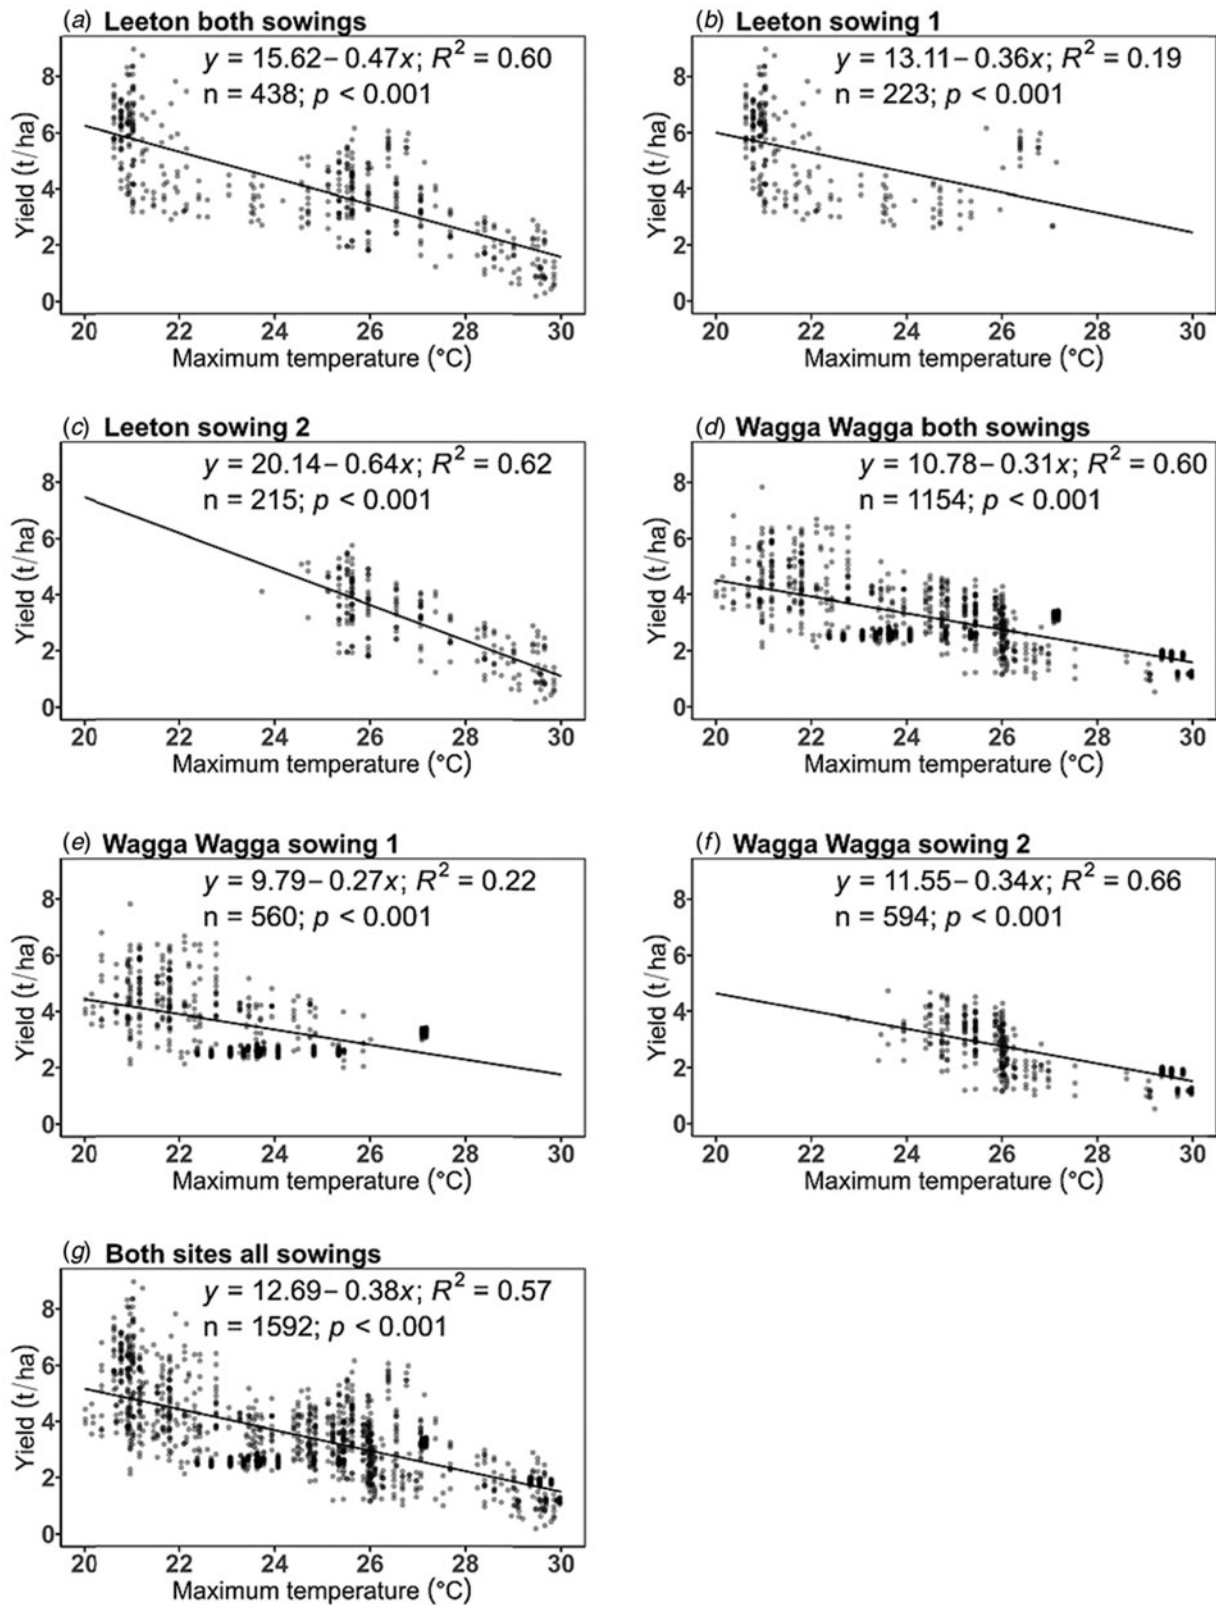 (a) Leeton both sowings
y = 15.62−0.47x; R² = 0.60
n = 438; p < 0.001
Yield (t/ha)
8
6
4
2
0
20 22 24 26 28 30
Maximum temperature (°C)
(b) Leeton sowing 1
y = 13.11−0.36x; R² = 0.19
n = 223; p < 0.001
Yield (t/ha)
8
6
4
2
0
20 22 24 26 28 30
Maximum temperature (°C)
(c) Leeton sowing 2
y = 20.14−0.64x; R² = 0.62
n = 215; p < 0.001
Yield (t/ha)
8
6
4
2
0
20 22 24 26 28 30
Maximum temperature (°C)
(d) Wagga Wagga both sowings
y = 10.78−0.31x; R² = 0.60
n = 1154; p < 0.001
Yield (t/ha)
8
6
4
2
0
20 22 24 26 28 30
Maximum temperature (°C)
(e) Wagga Wagga sowing 1
y = 9.79−0.27x; R² = 0.22
n = 560; p < 0.001
Yield (t/ha)
8
6
4
2
0
20 22 24 26 28 30
Maximum temperature (°C)
(f) Wagga Wagga sowing 2
y = 11.55−0.34x; R² = 0.66
n = 594; p < 0.001
Yield (t/ha)
8
6
4
2
0
20 22 24 26 28 30
Maximum temperature (°C)
(g) Both sites all sowings
y = 12.69−0.38x; R² = 0.57
n = 1592; p < 0.001
Yield (t/ha)
8
6
4
2
0
20 22 24 26 28 30
Maximum temperature (°C)